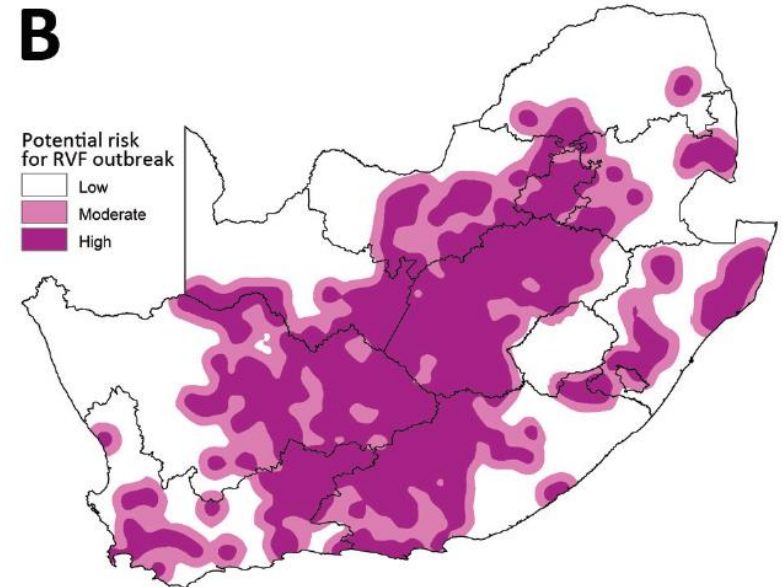 B
Potential risk
for RVF outbreak
Low
Moderate
High